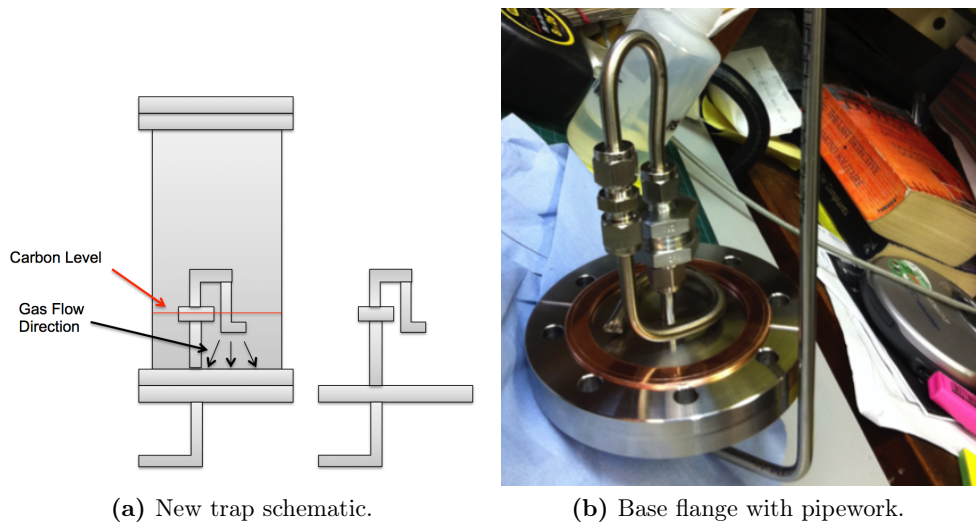 Carbon Level
Gas Flow
Direction
(a) New trap schematic.
(b) Base flange with pipework.